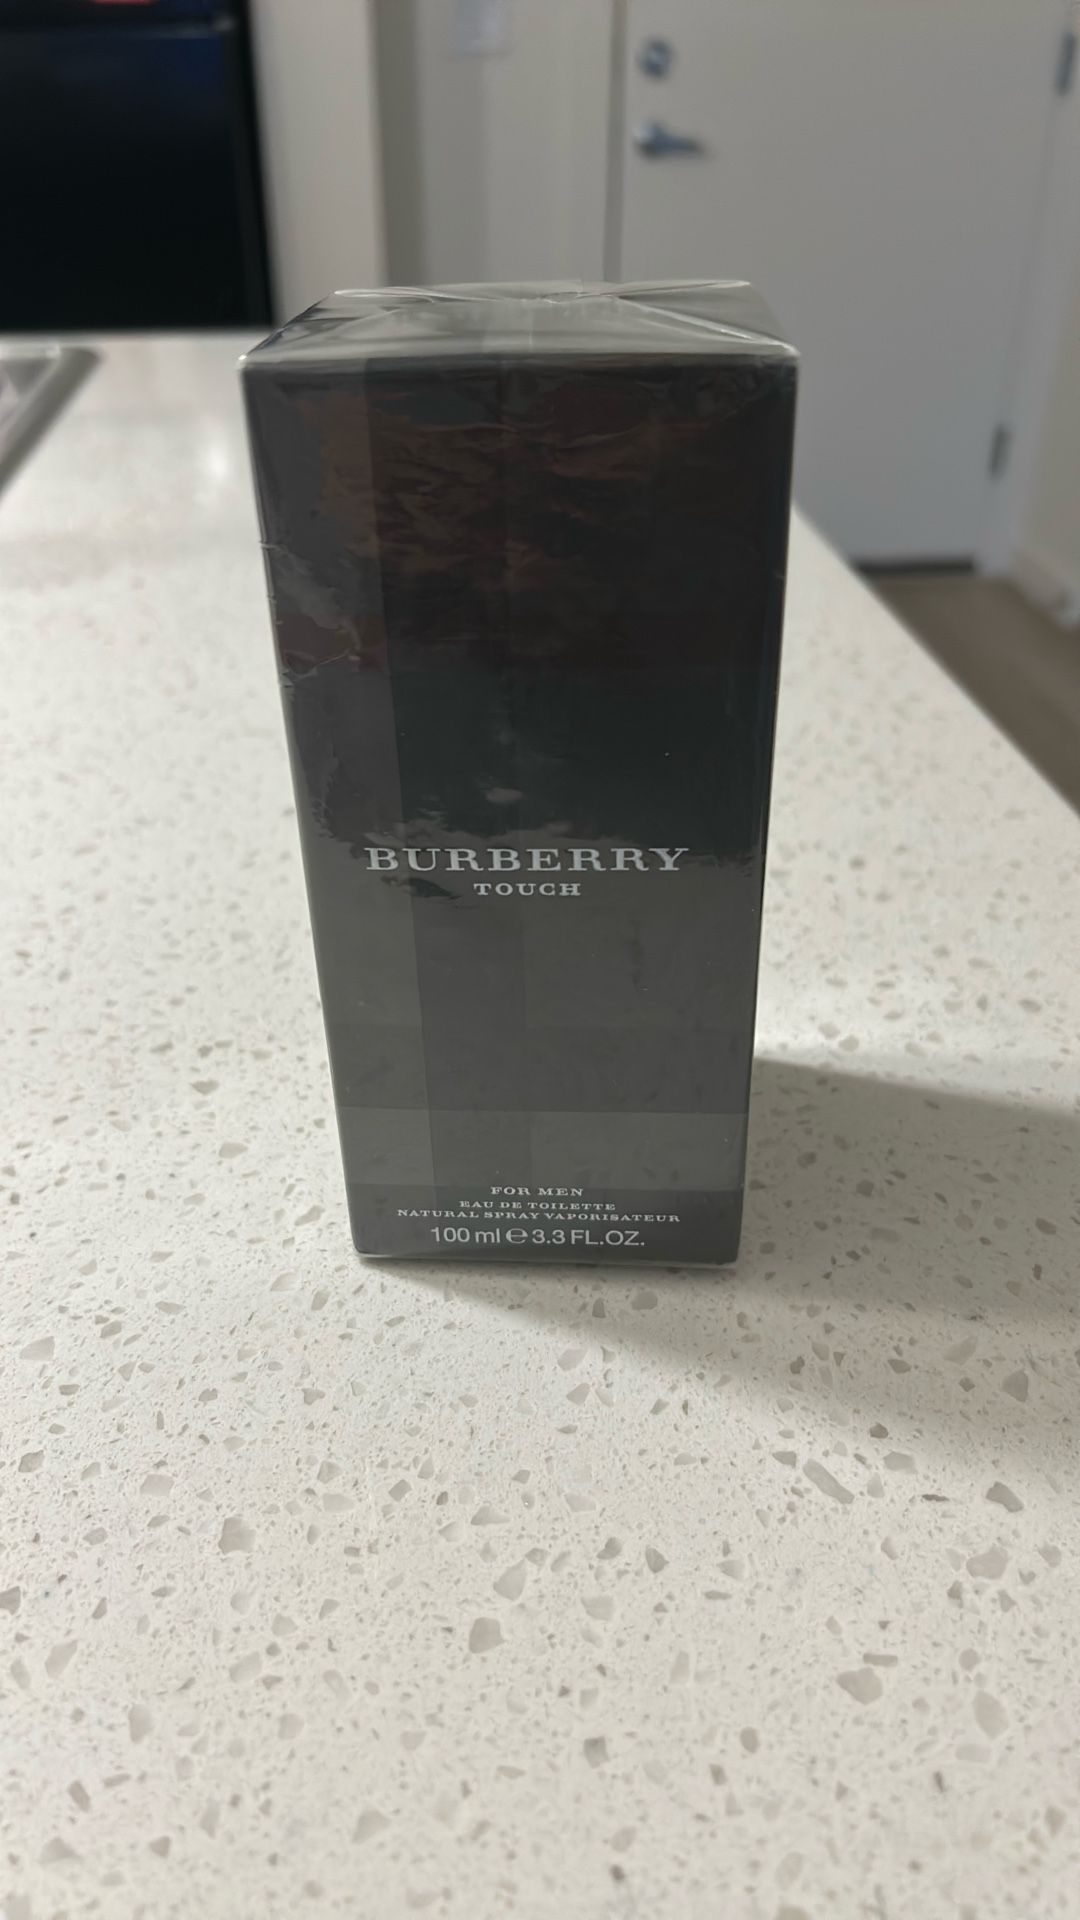 BURBERRY
TOUCH
FOR MEN
EAU DE TOILETTE
NATURAL SPRAY VAPORISATEUR
100 ml ℮ 3.3 FL.OZ.